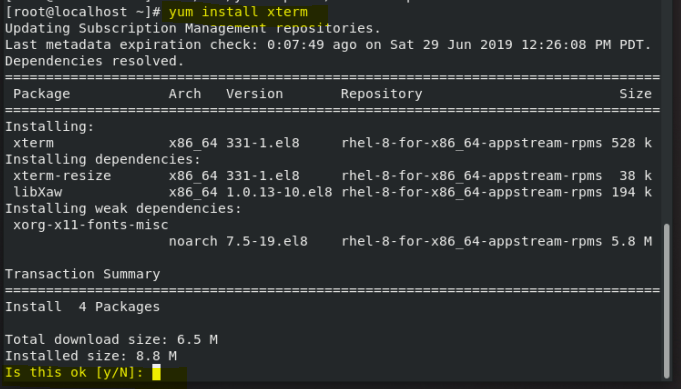 [root@localhost ~]# yum install xterm
Updating Subscription Management repositories.
Last metadata expiration check: 0:07:49 ago on Sat 29 Jun 2019 12:26:08 PM PDT.
Dependencies resolved.
================================================================================
Package Arch Version Repository Size
================================================================================
Installing:
xterm x86_64 331-1.el8 rhel-8-for-x86_64-appstream-rpms 528 k
Installing dependencies:
xterm-resize x86_64 331-1.el8 rhel-8-for-x86_64-appstream-rpms 38 k
libXaw x86_64 1.0.13-10.el8 rhel-8-for-x86_64-appstream-rpms 194 k
Installing weak dependencies:
xorg-x11-fonts-misc
noarch 7.5-19.el8 rhel-8-for-x86_64-appstream-rpms 5.8 M
Transaction Summary
================================================================================
Install 4 Packages
Total download size: 6.5 M
Installed size: 8.8 M
Is this ok [y/N]: